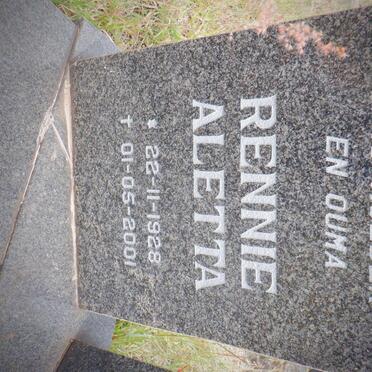 EN OUMA
RENNIE
ALETTA
* 22-11-1928
† 01-05-2001